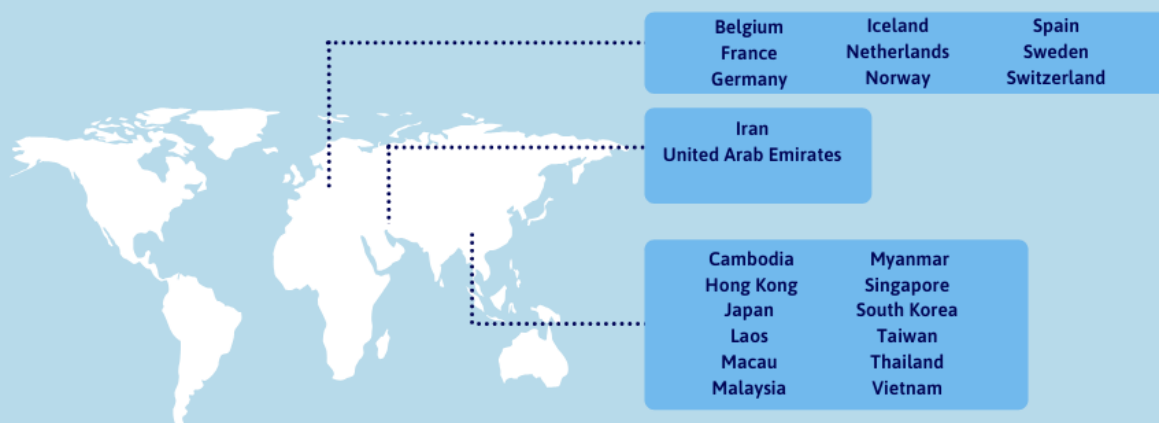 Belgium Iceland Spain
France Netherlands Sweden
Germany Norway Switzerland
Iran
United Arab Emirates
Cambodia Myanmar
Hong Kong Singapore
Japan South Korea
Laos Taiwan
Macau Thailand
Malaysia Vietnam